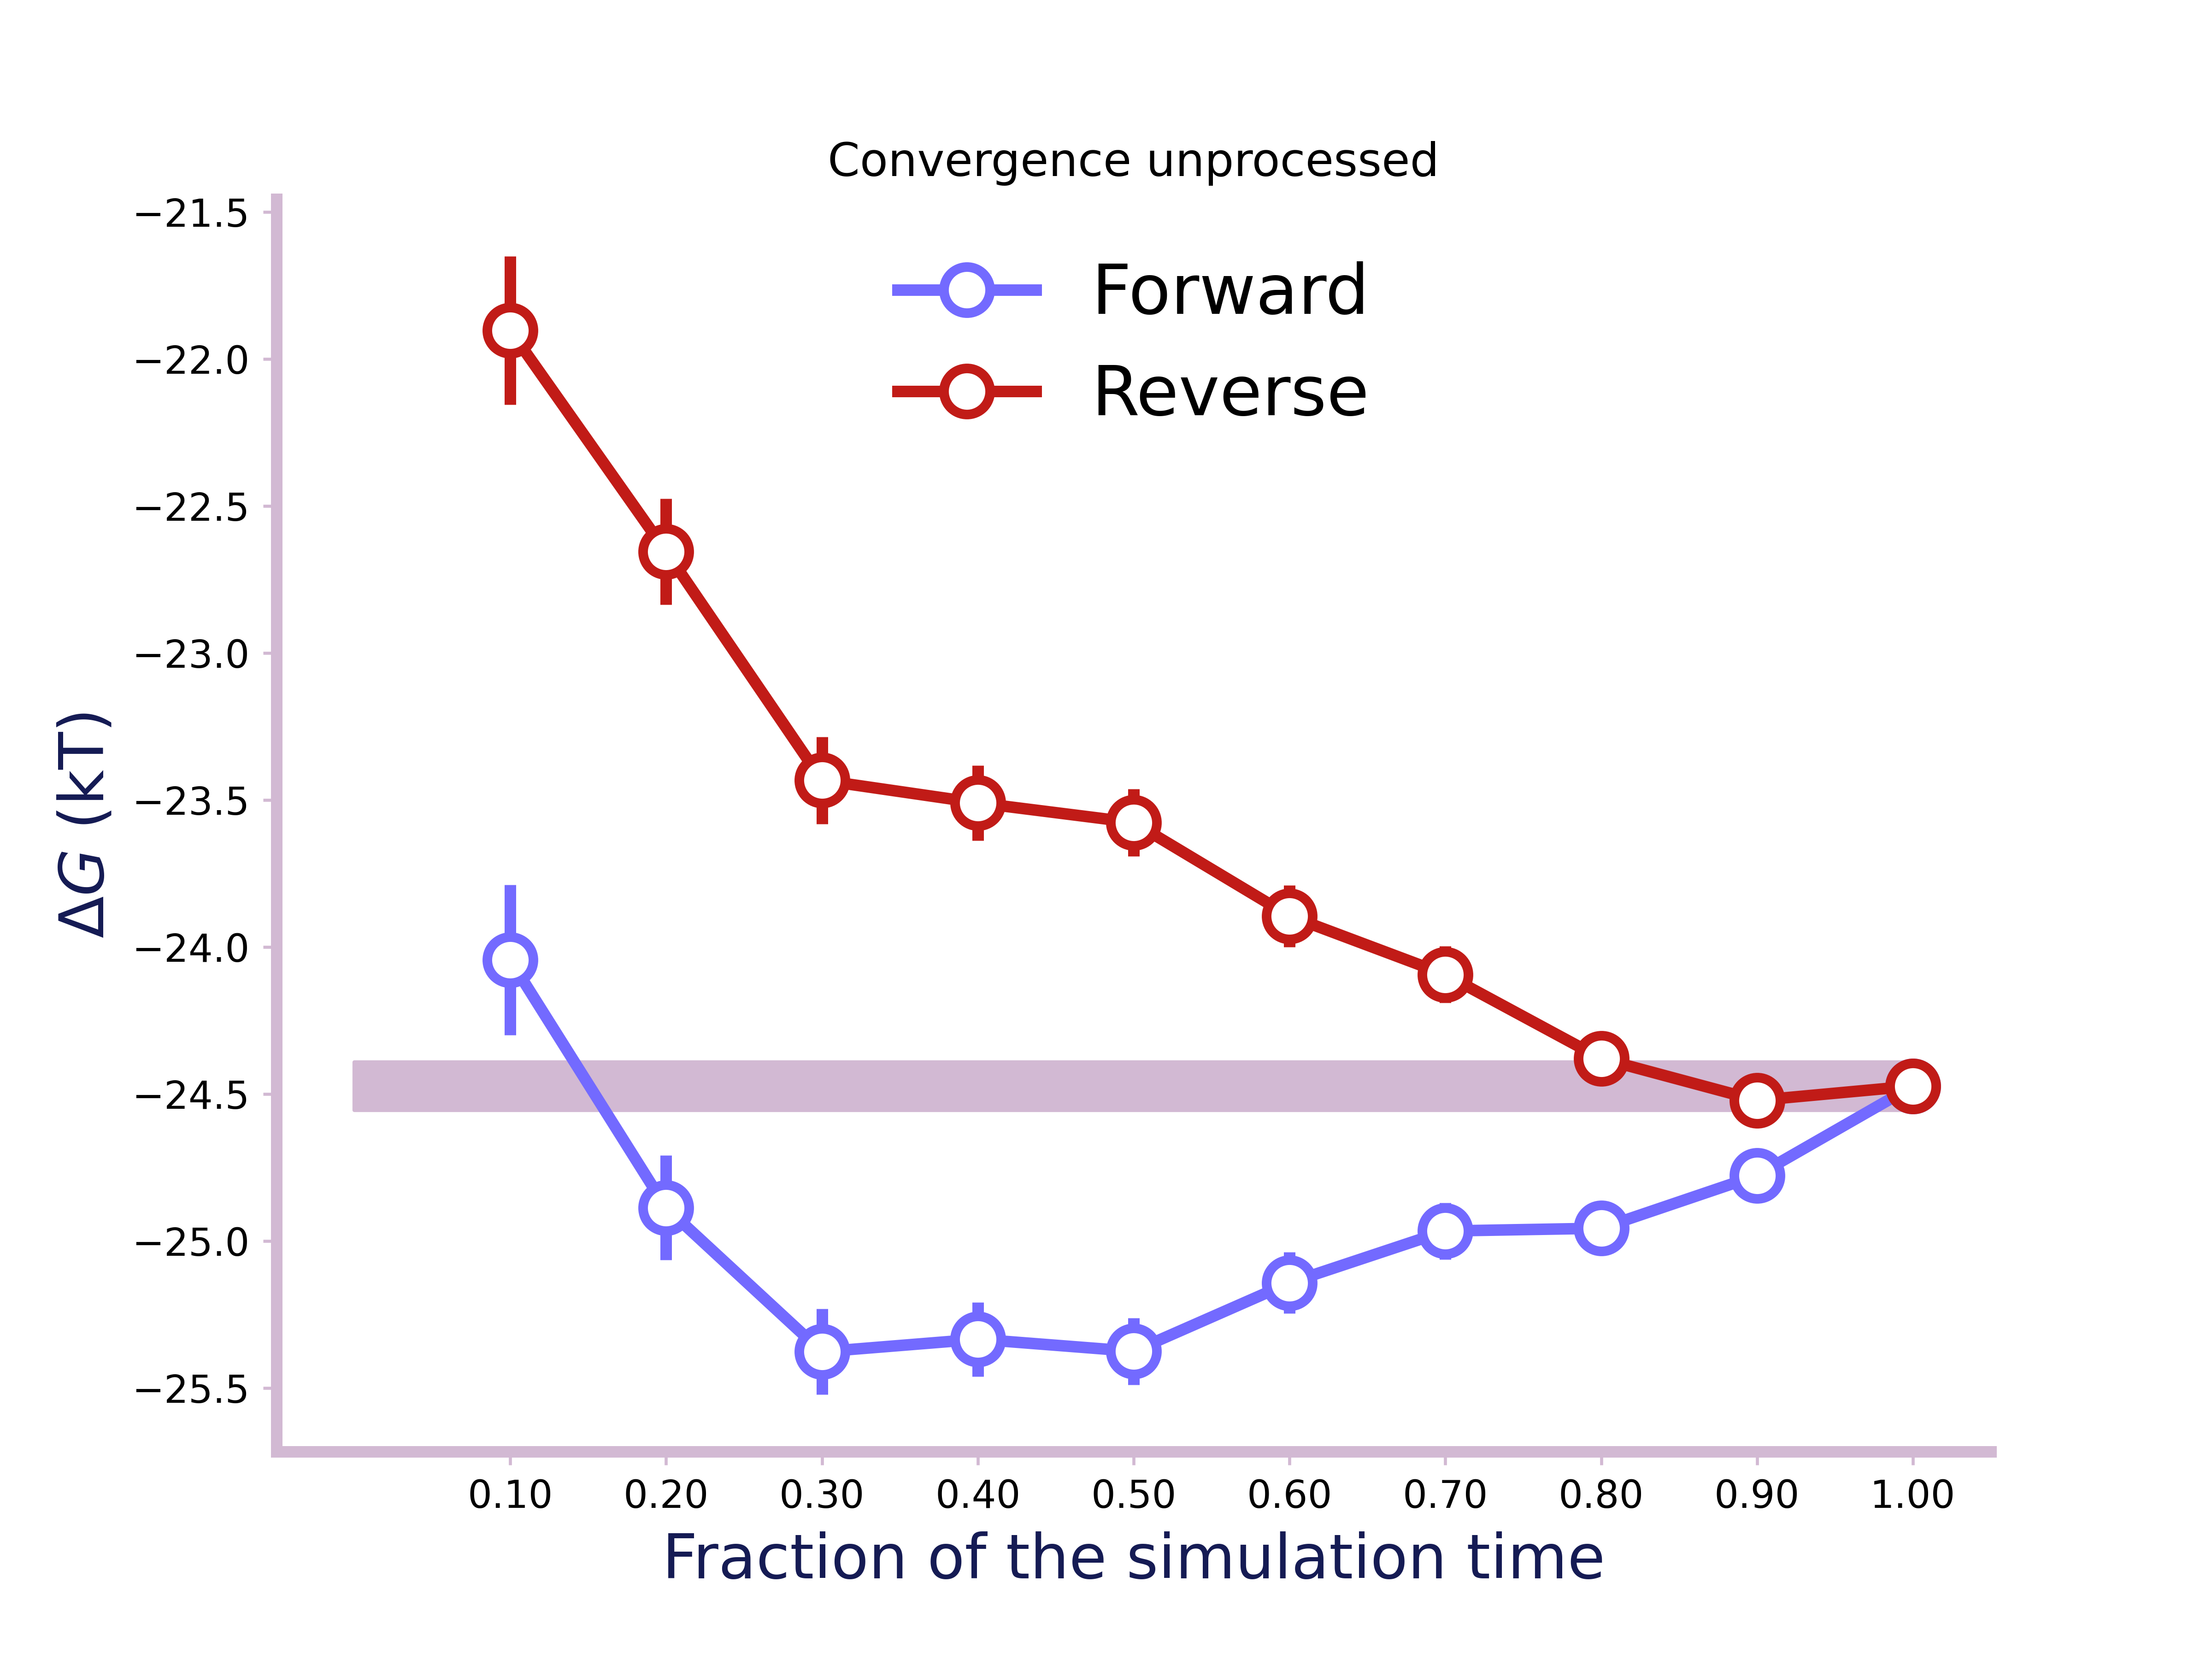 Convergence unprocessed
Forward
Reverse
−21.5
−22.0
−22.5
−23.0
−23.5
−24.0
−24.5
−25.0
−25.5
ΔG (kT)
0.10 0.20 0.30 0.40 0.50 0.60 0.70 0.80 0.90 1.00
Fraction of the simulation time